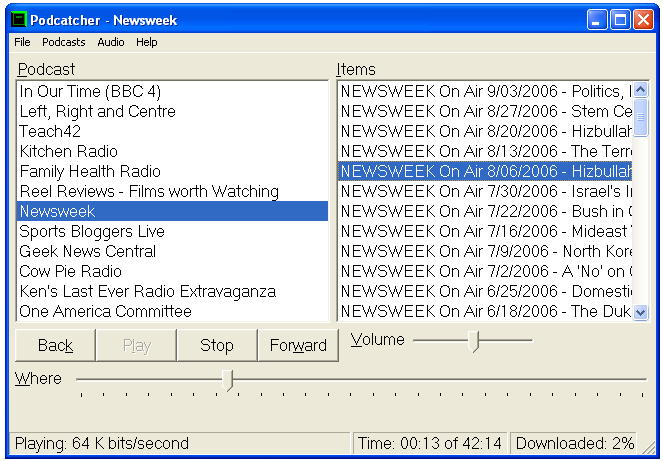 Podcatcher - Newsweek
File Podcasts Audio Help
Podcast
In Our Time (BBC 4)
Left, Right and Centre
Teach42
Kitchen Radio
Family Health Radio
Reel Reviews - Films worth Watching
Newsweek
Sports Bloggers Live
Geek News Central
Cow Pie Radio
Ken's Last Ever Radio Extravaganza
One America Committee
Items
NEWSWEEK On Air 9/03/2006 - Politics,
NEWSWEEK On Air 8/27/2006 - Stem Ce
NEWSWEEK On Air 8/20/2006 - Hizbullah
NEWSWEEK On Air 8/13/2006 - The Terr
NEWSWEEK On Air 8/06/2006 - Hizbullah
NEWSWEEK On Air 7/30/2006 - Israel's I
NEWSWEEK On Air 7/22/2006 - Bush in
NEWSWEEK On Air 7/16/2006 - Mideast
NEWSWEEK On Air 7/9/2006 - North Kore
NEWSWEEK On Air 7/2/2006 - A 'No' on
NEWSWEEK On Air 6/25/2006 - Domesti
NEWSWEEK On Air 6/18/2006 - The Duk
Back Play Stop Forward Volume
Where
Playing: 64 K bits/second Time: 00:13 of 42:14 Downloaded: 2%